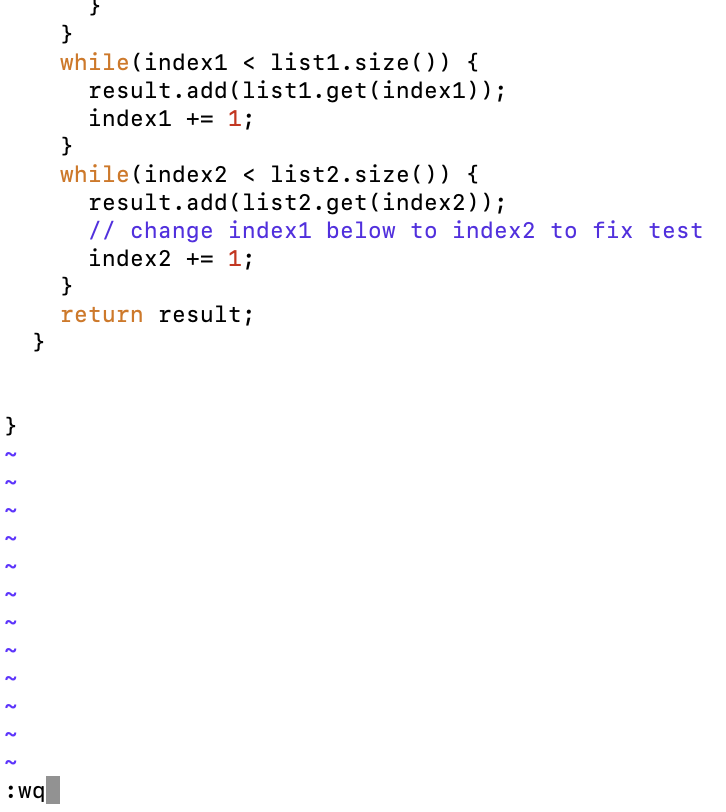 }
    }
    while(index1 < list1.size()) {
      result.add(list1.get(index1));
      index1 += 1;
    }
    while(index2 < list2.size()) {
      result.add(list2.get(index2));
      // change index1 below to index2 to fix test
      index2 += 1;
    }
    return result;
  }


}
~
~
~
~
~
~
~
~
~
~
~
~
:wq